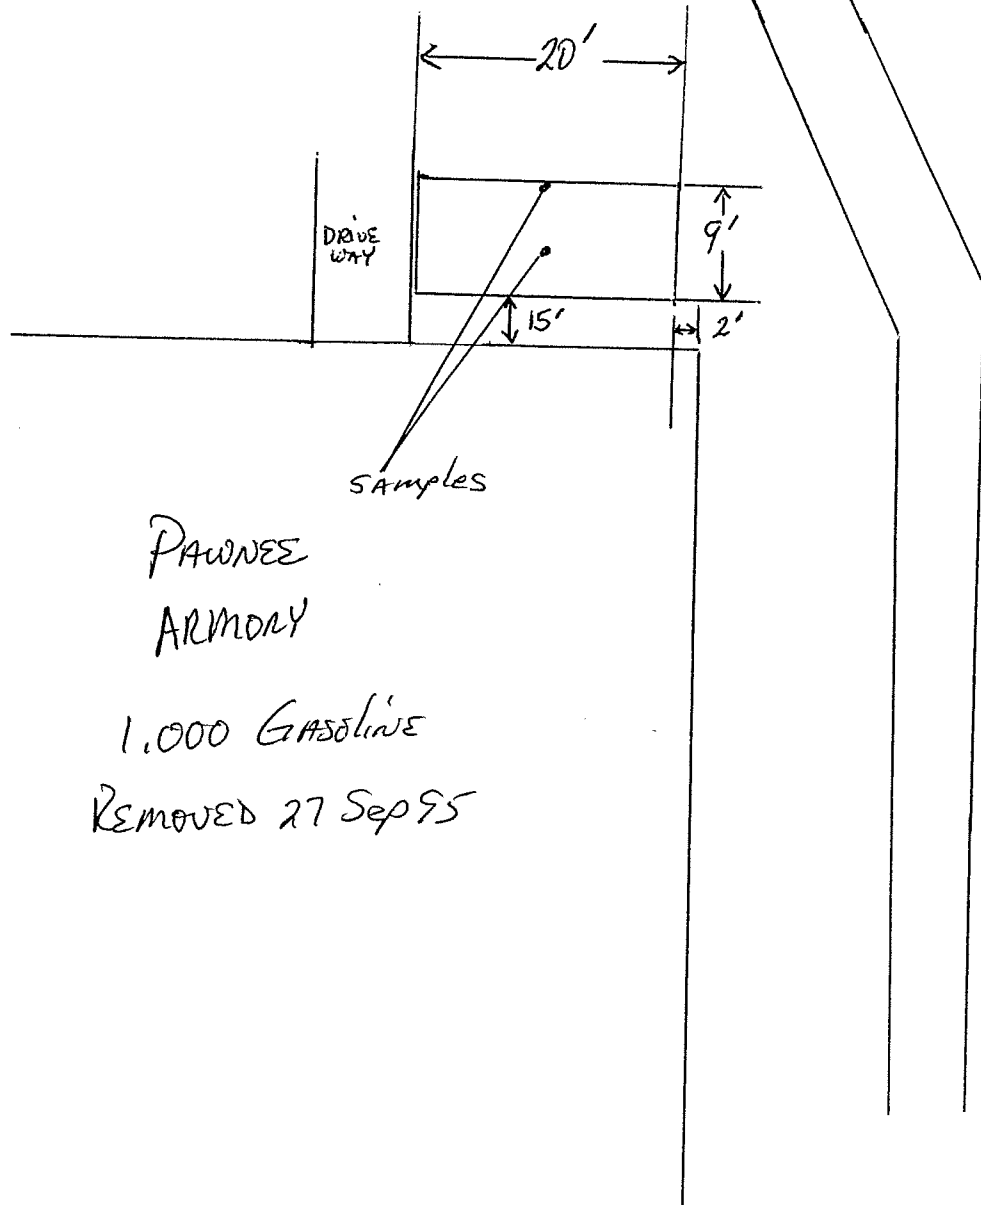 20'
DRIVE
WAY
9'
15'
2'
SAmples
PAWNEE
ARMORY
1.000 GASOLINE
REMOVED 27 Sep 95